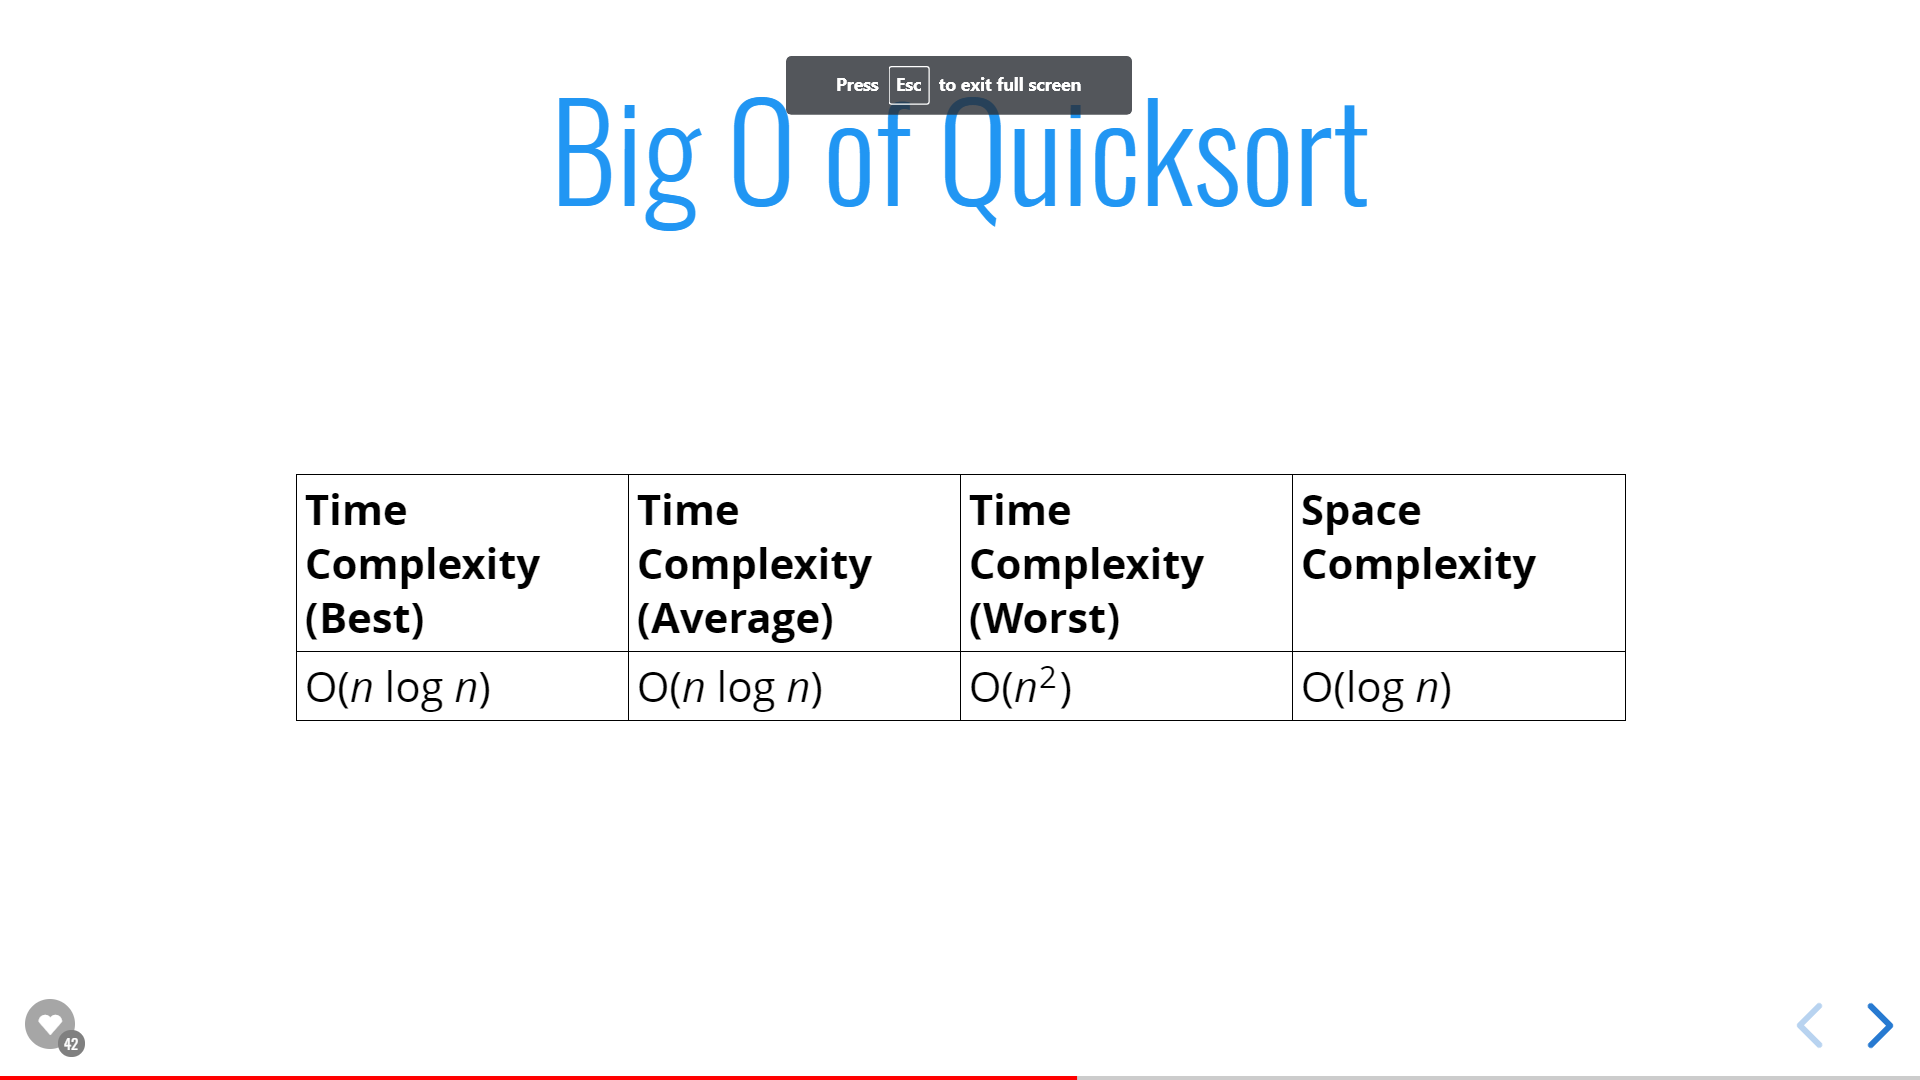 Press Esc to exit full screen
Big O of Quicksort
Time Complexity (Best)
Time Complexity (Average)
Time Complexity (Worst)
Space Complexity
O(n log n)
O(n log n)
O(n²)
O(log n)
42